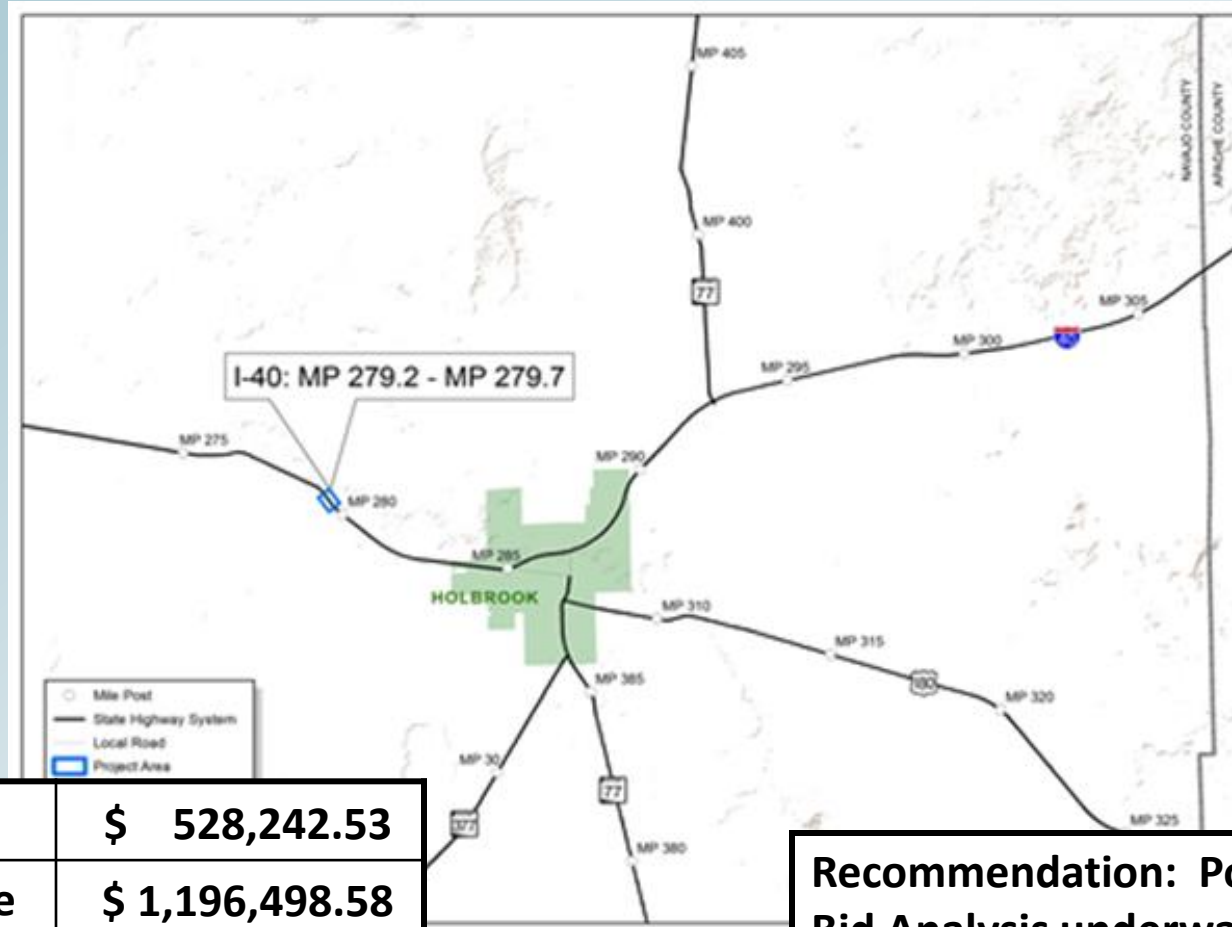 MP 405
NAVAJO COUNTY
APACHE COUNTY
MP 400
77
MP 305
MP 300
40
MP 295
I-40: MP 279.2 - MP 279.7
MP 275
MP 290
MP 280
MP 285
HOLBROOK
MP 310
MP 315
180
MP 320
MP 385
Mile Post
State Highway System
Local Road
Project Area
MP 30
77
377
MP 325
MP 380
$ 528,242.53
$ 1,196,498.58
Recommendation:
Bid Analysis